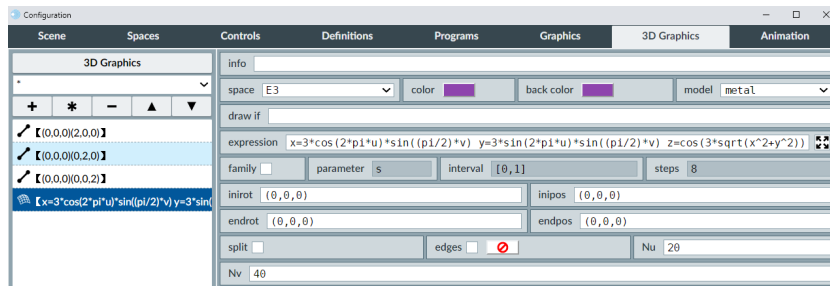 Configuration
Scene Spaces Controls Definitions Programs Graphics 3D Graphics Animation
3D Graphics
*
+ * − ▲ ▼
【(0,0,0)(2,0,0)】
【(0,0,0)(0,2,0)】
【(0,0,0)(0,0,2)】
【x=3*cos(2*pi*u)*sin((pi/2)*v) y=3*sin(
info
space E3 color back color model metal
draw if
expression x=3*cos(2*pi*u)*sin((pi/2)*v) y=3*sin(2*pi*u)*sin((pi/2)*v) z=cos(3*sqrt(x^2+y^2))
family parameter s interval [0,1] steps 8
inirot (0,0,0) inipos (0,0,0)
endrot (0,0,0) endpos (0,0,0)
split edges Nu 20
Nv 40